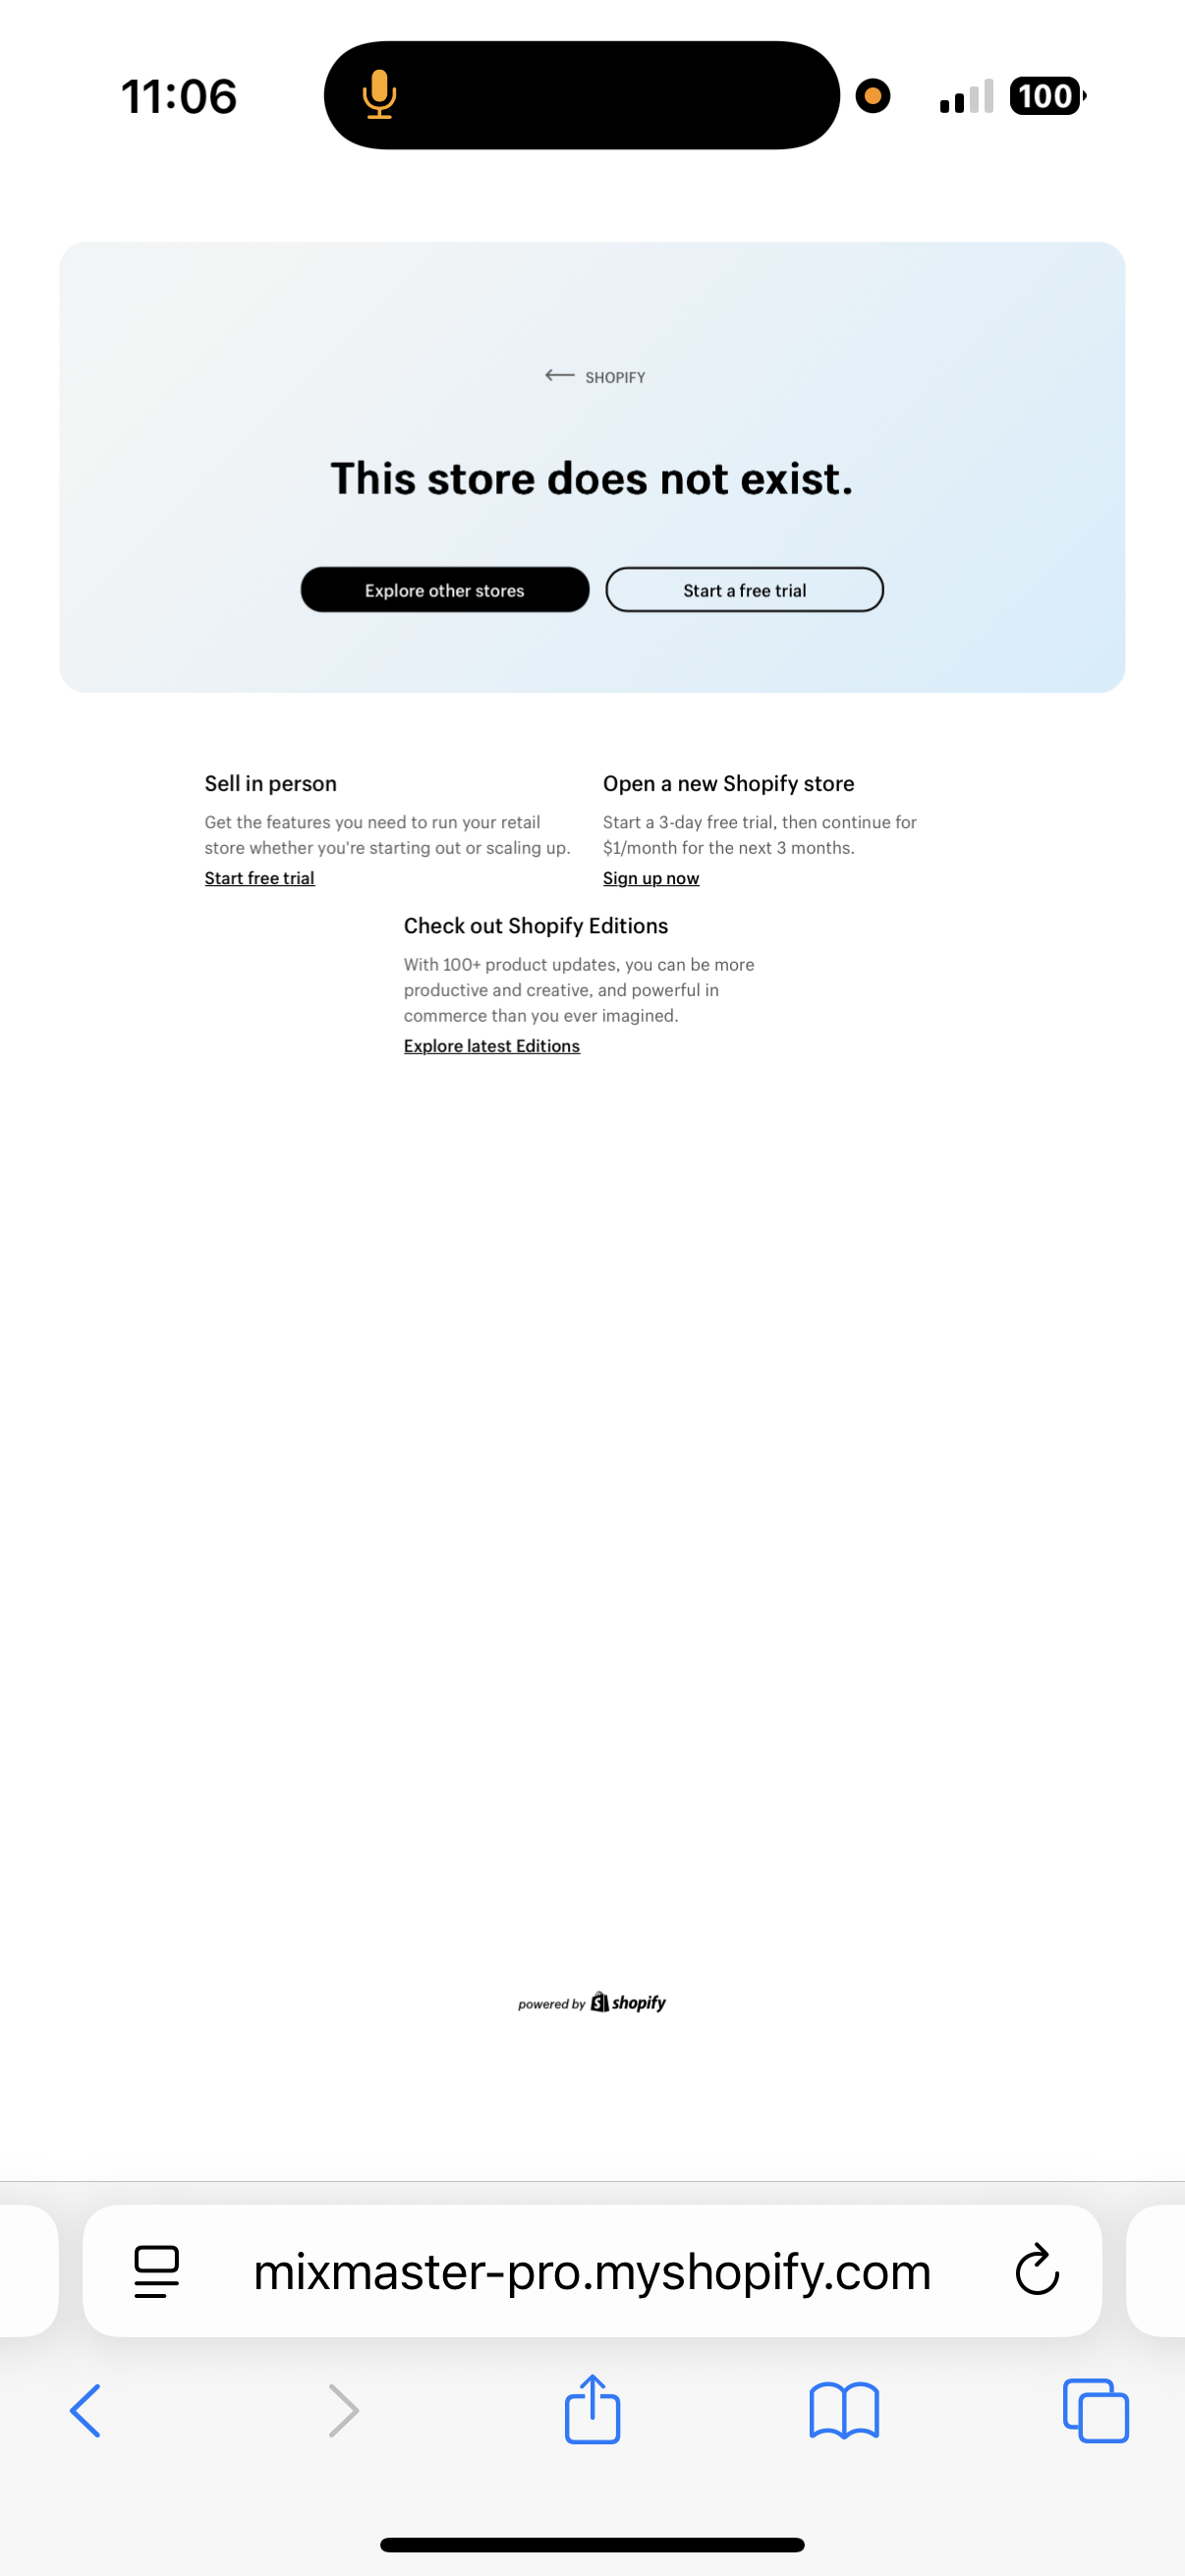 11:06
100
SHOPIFY
This store does not exist.
Explore other stores
Start a free trial
Sell in person
Get the features you need to run your retail
store whether you're starting out or scaling up.
Start free trial
Open a new Shopify store
Start a 3-day free trial, then continue for
$1/month for the next 3 months.
Sign up now
Check out Shopify Editions
With 100+ product updates, you can be more
productive and creative, and powerful in
commerce than you ever imagined.
Explore latest Editions
powered by shopify
mixmaster-pro.myshopify.com